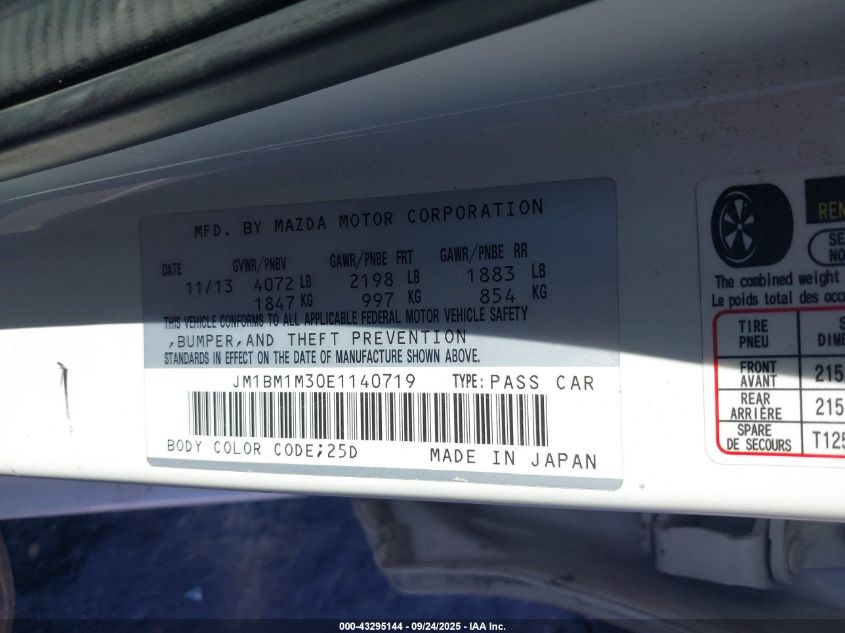 MFD. BY MAZDA MOTOR CORPORATION
DATE GVWR/PNBV GAWR/PNBE FRT GAWR/PNBE RR
11/13 4072 LB 2198 LB 1883 LB
1847 KG 997 KG 854 KG
THIS VEHICLE CONFORMS TO ALL APPLICABLE FEDERAL MOTOR VEHICLE SAFETY
,BUMPER,AND THEFT PREVENTION
STANDARDS IN EFFECT ON THE DATE OF MANUFACTURE SHOWN ABOVE.
JM1BM1M30E1140719 TYPE: PASS CAR
BODY COLOR CODE;25D MADE IN JAPAN
The combined weight
Le poids total des
TIRE
PNEU
FRONT
AVANT
215
REAR
ARRIÈRE
215
SPARE
DE SECOURS
T125
000-43295144 - 09/24/2025 - IAA Inc.